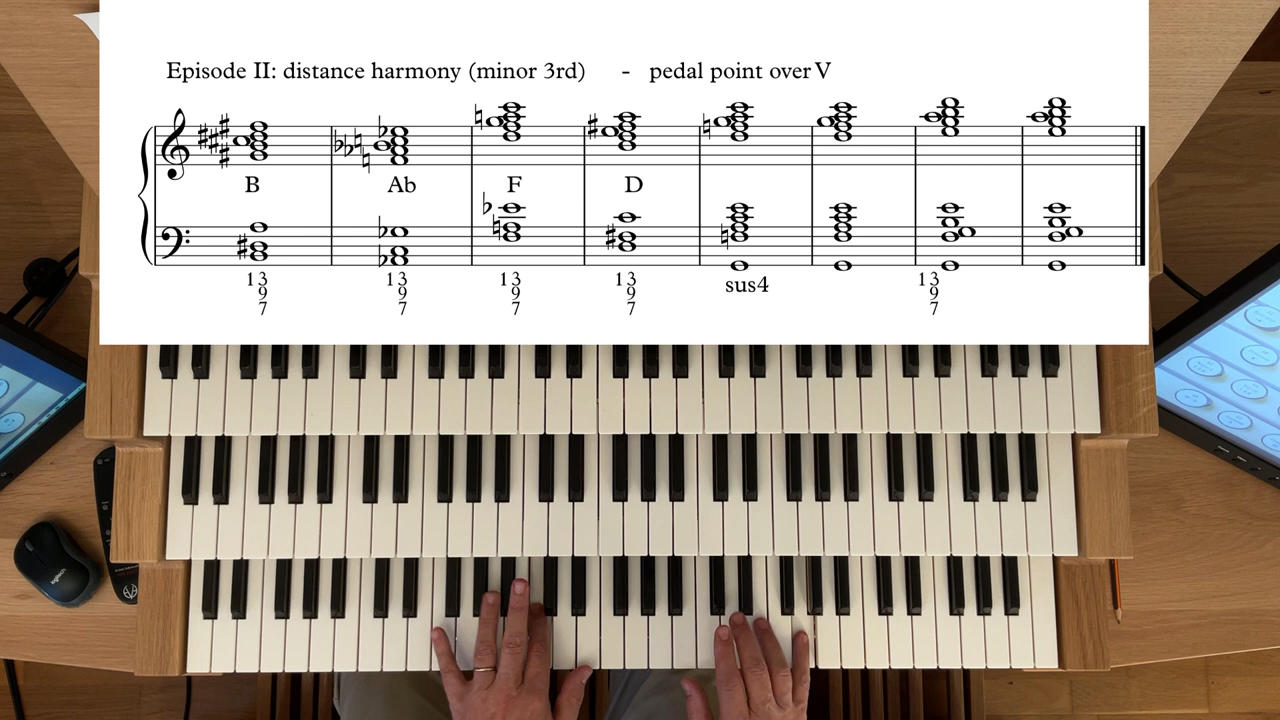 Episode II: distance harmony (minor 3rd) - pedal point over V
B Ab F D
13 13 13 13 sus4 13
9 9 9 9 9
7 7 7 7 7
logitech